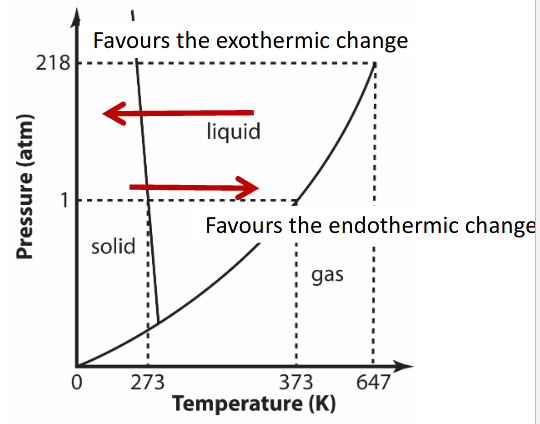 Favours the exothermic change
218
liquid
1
Favours the endothermic change
solid
gas
Pressure (atm)
0 273 373 647
Temperature (K)